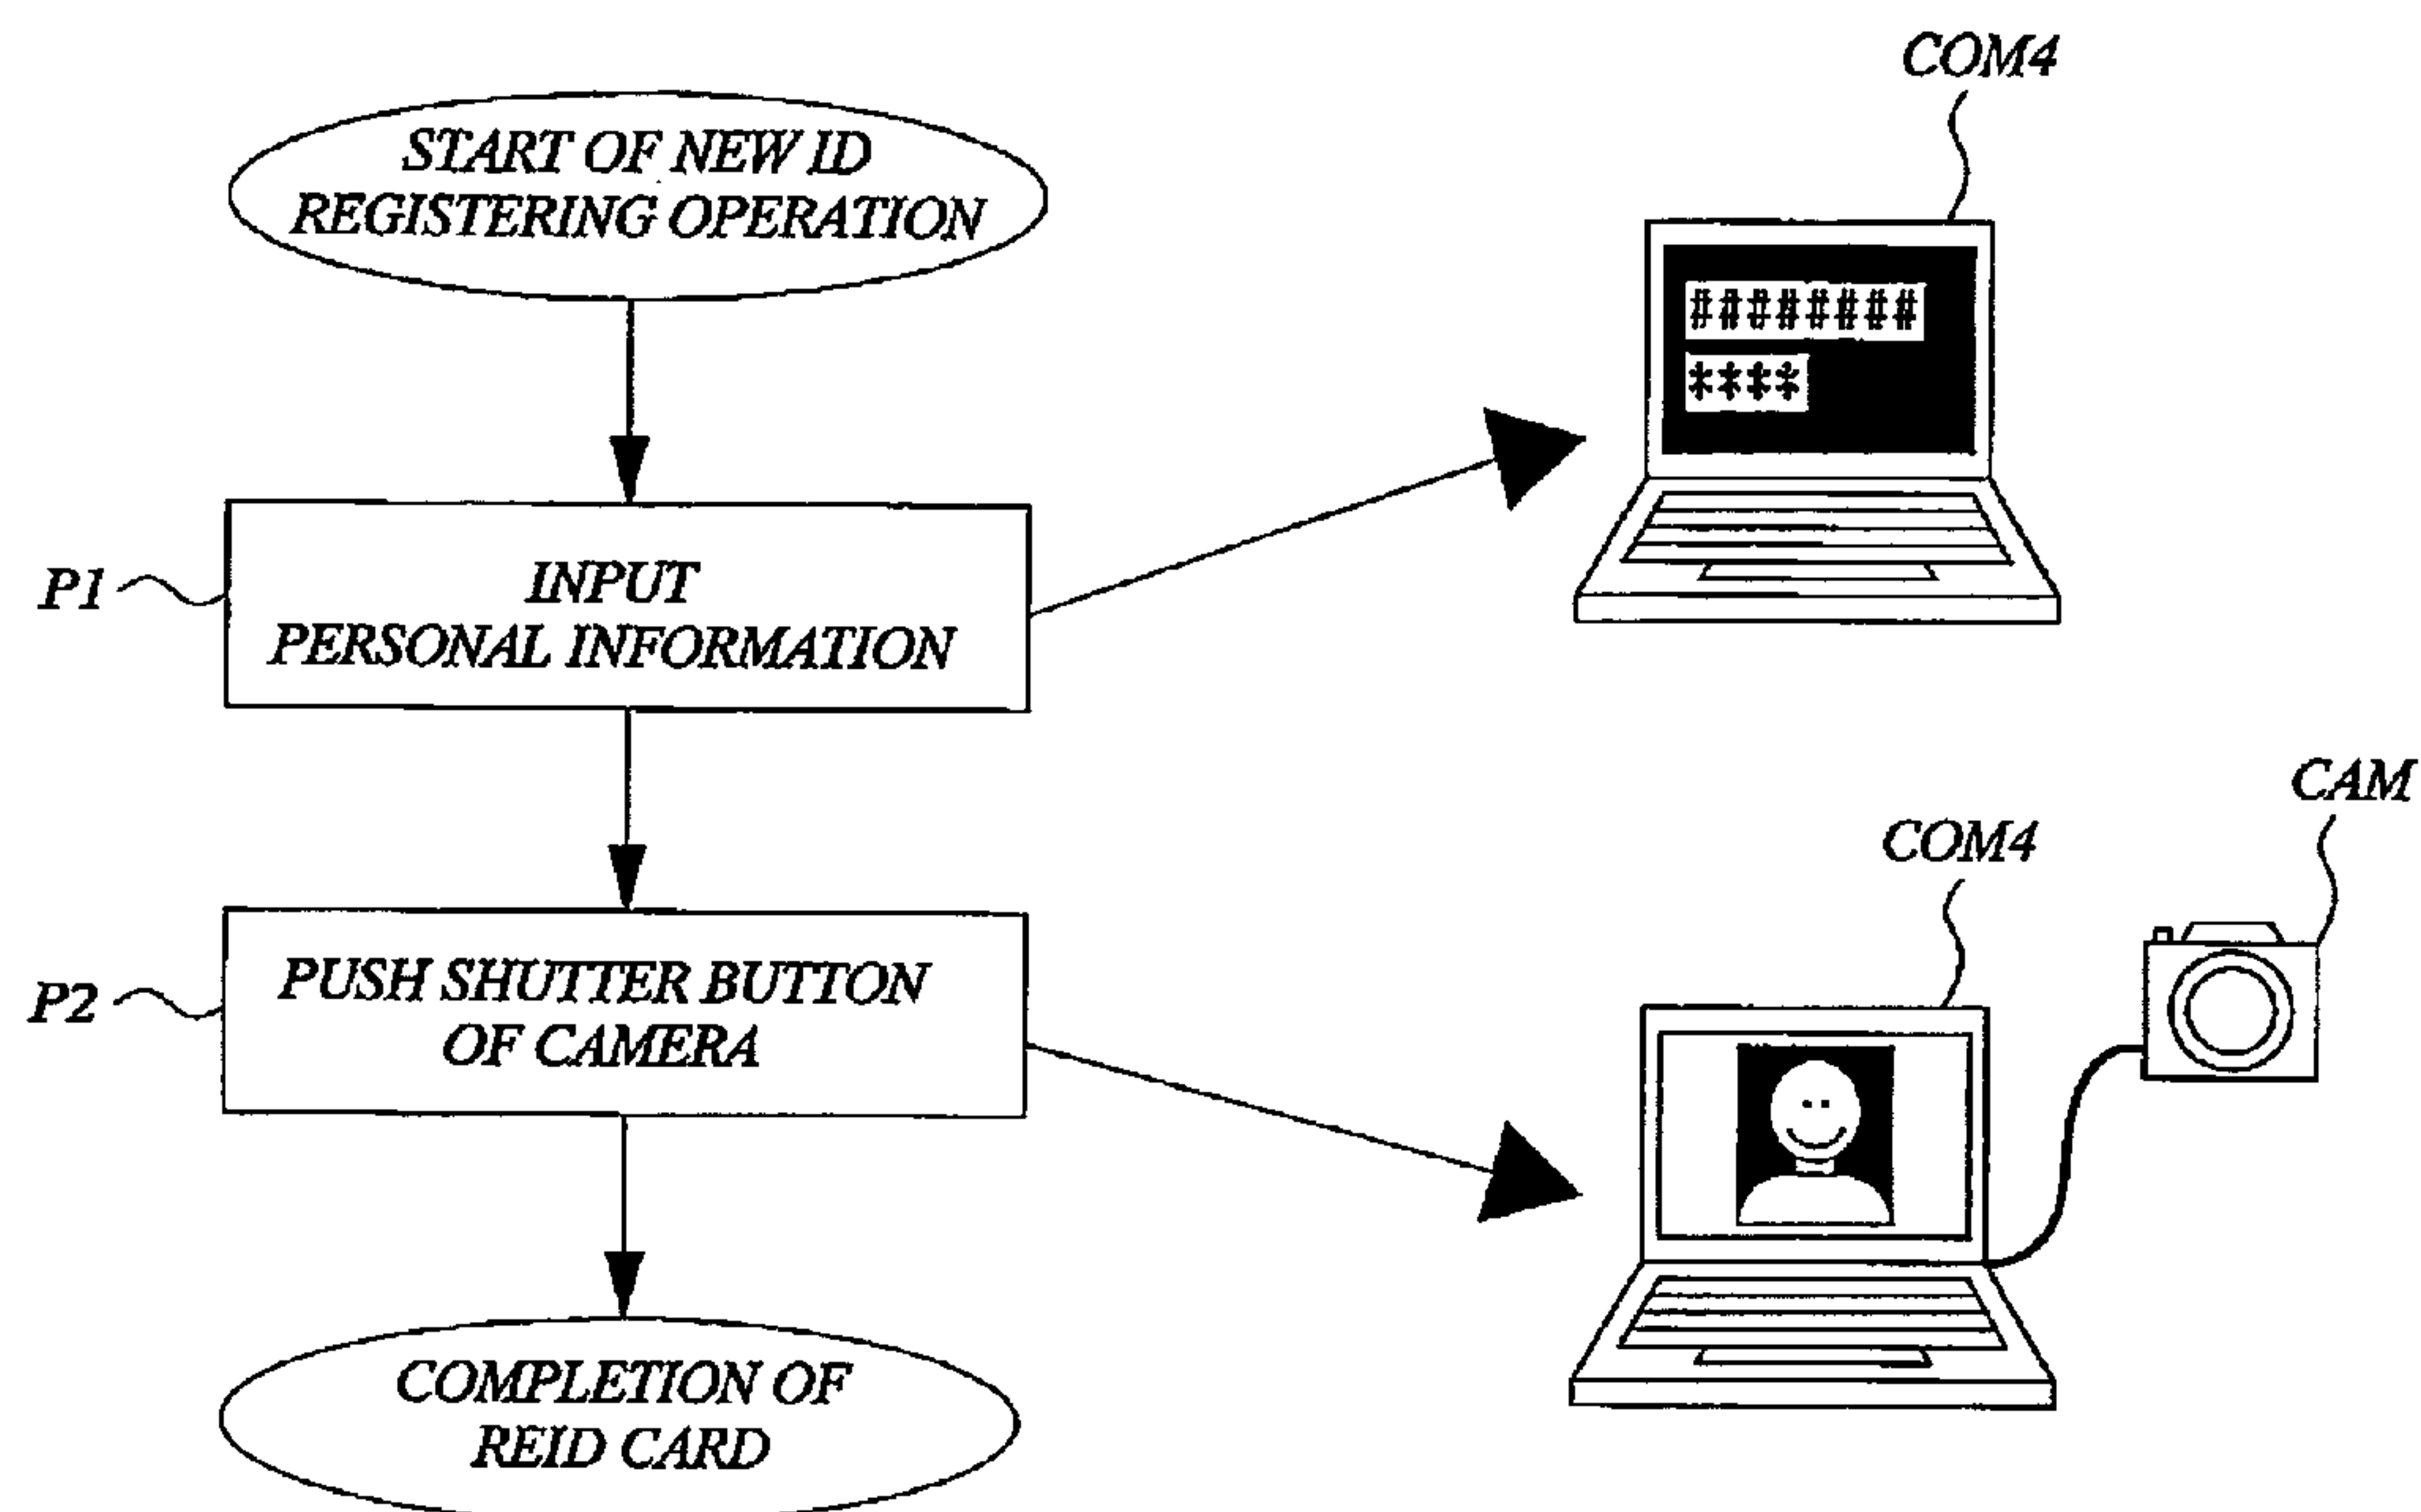 COM4
START OF NEW ID
REGISTERING OPERATION
########
****
P1
INPUT
PERSONAL INFORMATION
CAM
COM4
P2
PUSH SHUTTER BUTTON
OF CAMERA
COMPLETION OF
REID CARD